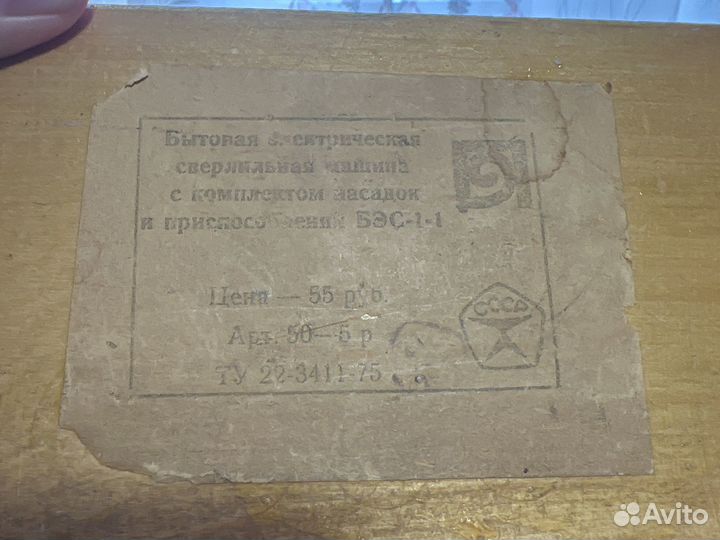 Бытовая электрическая
сверлильная машина
с комплектом насадок
и приспособлений БЭС-1-1
Цена — 55 руб.
Арт. 50—5 р
ТУ 22-3411-75
СССР
Avito